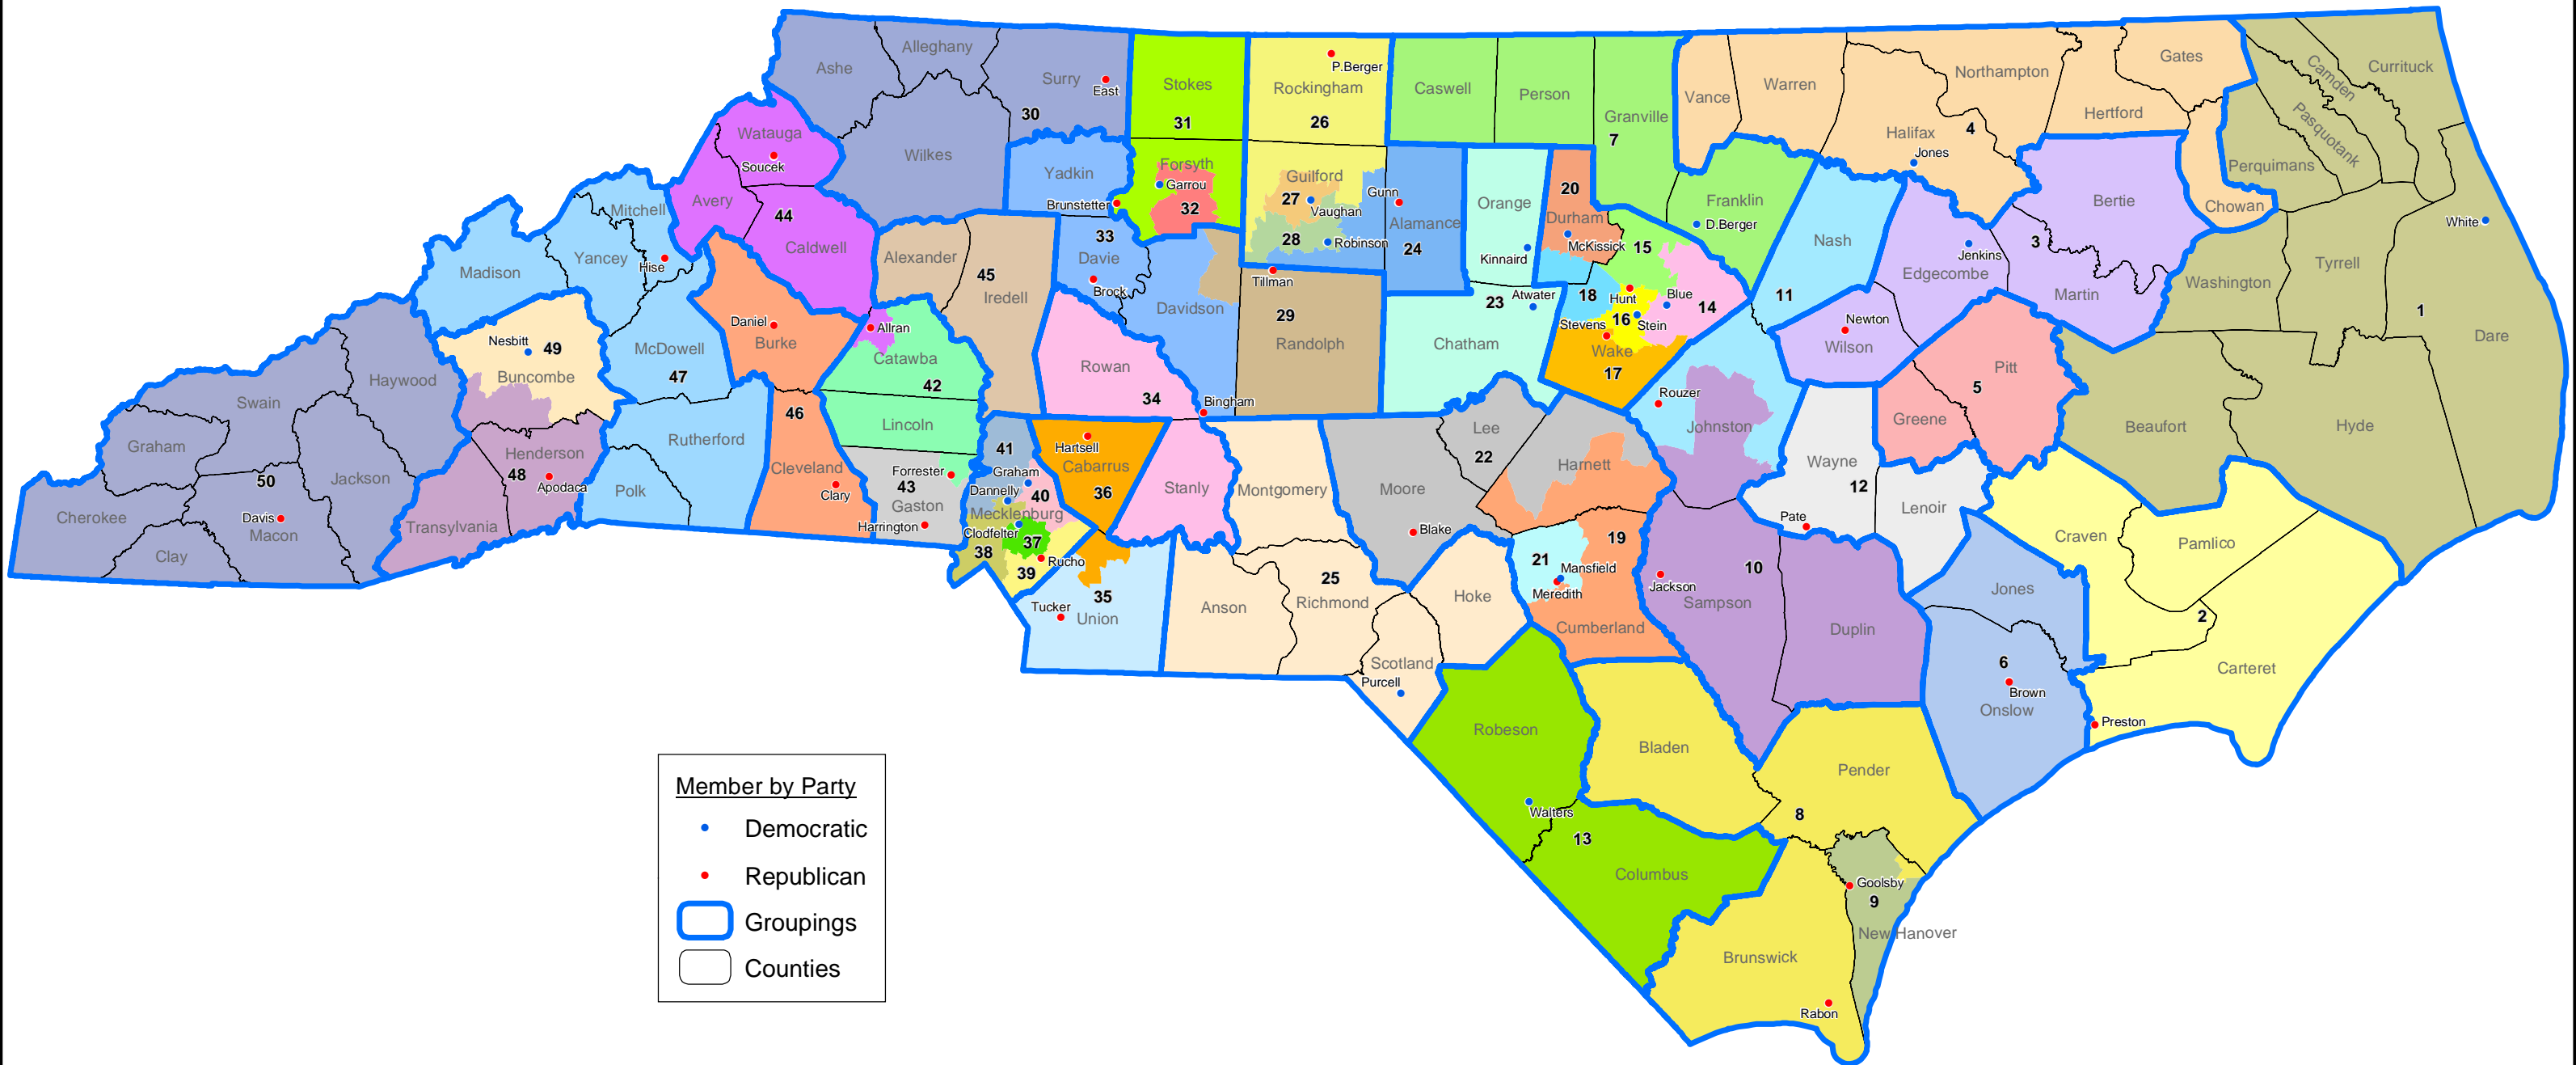 Ashe
Alleghany
Surry
East
30
Wilkes
Stokes
31
P.Berger
Rockingham
26
Caswell
Person
Granville
7
Vance
Warren
Northampton
Halifax
4
Jones
Hertford
Gates
Camden
Currituck
Pasquotank
Perquimans
Chowan
Watauga
Soucek
Avery
44
Caldwell
Yadkin
Brunstetter
Forsyth
Garrou
32
Guilford
27
Vaughan
28
Robinson
Gunn
Alamance
24
Orange
Kinnaird
20
Durham
McKissick
15
Franklin
D.Berger
Nash
11
Jenkins
Edgecombe
3
Bertie
Martin
Washington
Tyrrell
White
1
Dare
Madison
Yancey
Mitchell
Hise
33
Davie
Brock
Davidson
Alexander
45
Iredell
Tillman
29
Randolph
23
Atwater
Chatham
18
Hunt
Blue
14
16
Stein
Stevens
Wake
17
Newton
Wilson
Pitt
5
Greene
Beaufort
Hyde
Nesbitt
49
Buncombe
McDowell
47
Daniel
Burke
Allran
Catawba
42
Rowan
34
Bingham
Rouzer
Johnston
Swain
Haywood
Graham
50
Jackson
Cherokee
Davis
Macon
Clay
Henderson
48
Apodaca
Transylvania
Rutherford
Polk
46
Cleveland
Clary
Lincoln
Forrester
43
Gaston
Harrington
41
Graham
Dannelly
40
Mecklenburg
Clodfelter
37
38
39
Rucho
Hartsell
Cabarrus
36
Stanly
Montgomery
Moore
Blake
Lee
22
Harnett
Wayne
12
Pate
Lenoir
Craven
Pamlico
Tucker
35
Union
Anson
25
Richmond
Scotland
Purcell
Hoke
21
Mansfield
Meredith
19
Cumberland
Jackson
10
Sampson
Duplin
Jones
6
Brown
Onslow
2
Carteret
Preston
Robeson
Walters
13
Columbus
Bladen
Pender
8
Goolsby
9
New Hanover
Brunswick
Rabon
Member by Party
Democratic
Republican
Groupings
Counties